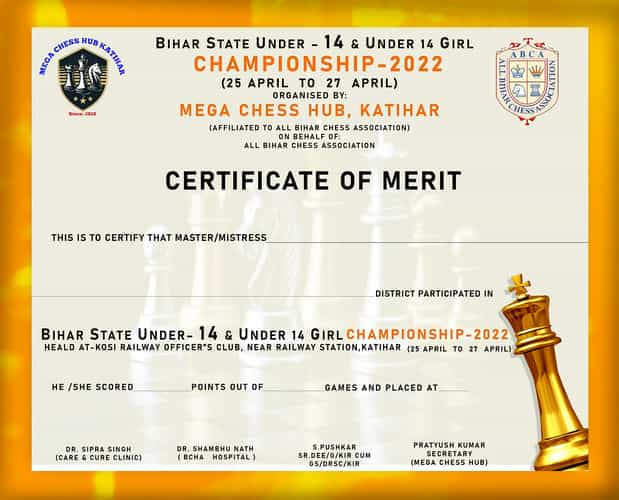 MEGA CHESS HUB KATIHAR
Since: 2020
BIHAR STATE UNDER - 14 & UNDER 14 GIRL
CHAMPIONSHIP-2022
(25 APRIL TO 27 APRIL)
ORGANISED BY:
MEGA CHESS HUB, KATIHAR
(AFFILIATED TO ALL BIHAR CHESS ASSOCIATION)
ON BEHALF OF:
ALL BIHAR CHESS ASSOCIATION
ABCA
ALL BIHAR CHESS ASSOCIATION
CERTIFICATE OF MERIT
THIS IS TO CERTIFY THAT MASTER/MISTRESS
DISTRICT PARTICIPATED IN
BIHAR STATE UNDER- 14 & UNDER 14 GIRL CHAMPIONSHIP-2022
HEALD AT-KOSI RAILWAY OFFICER"S CLUB, NEAR RAILWAY STATION,KATIHAR (25 APRIL TO 27 APRIL)
HE /SHE SCORED POINTS OUT OF GAMES AND PLACED AT
DR. SIPRA SINGH
(CARE & CURE CLINIC)
DR. SHAMBHU NATH
( BCHA HOSPITAL )
S.PUSHKAR
SR.DEE/G/KIR CUM
GS/DRSC/KIR
PRATYUSH KUMAR
SECRETARY
(MEGA CHESS HUB)